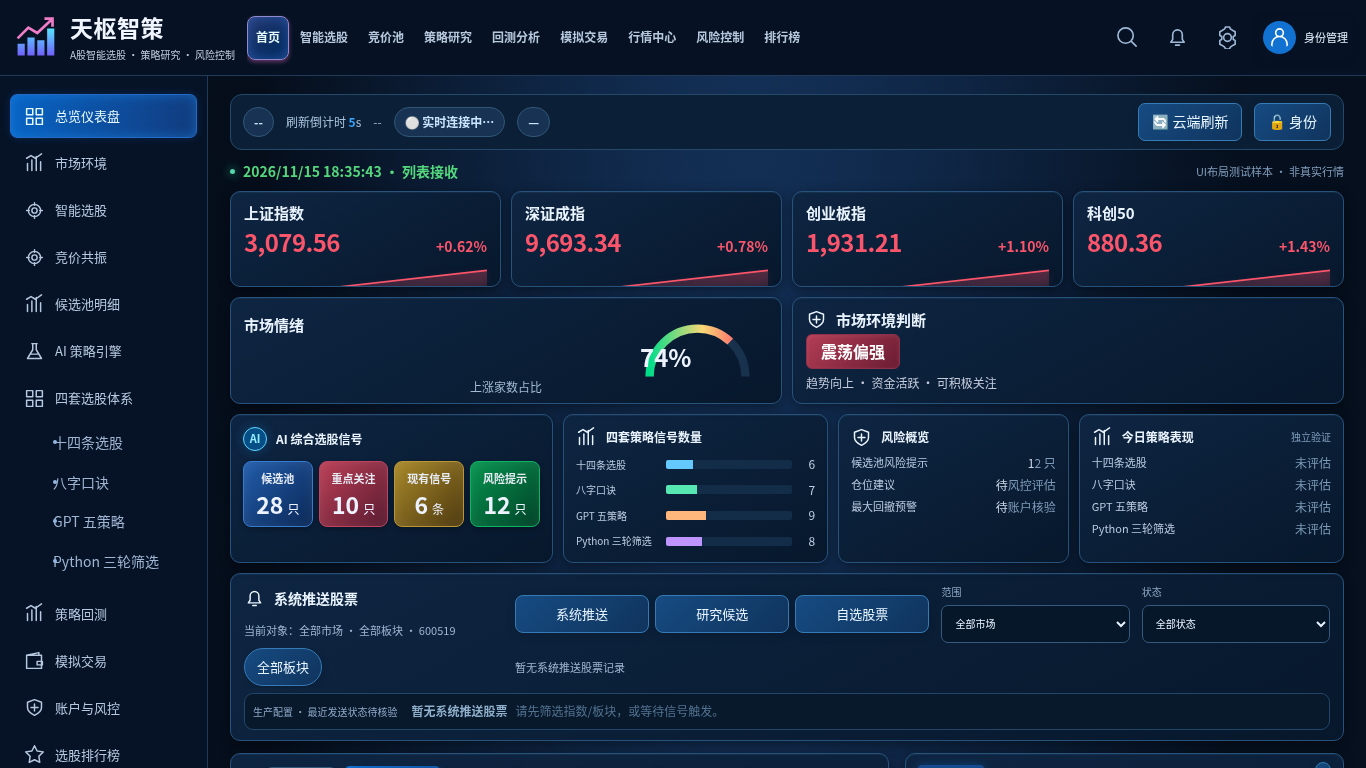 天枢智策
A股智能选股 • 策略研究 • 风险控制
首页 智能选股 竞价池 策略研究 回测分析 模拟交易 行情中心 风险控制 排行榜
身份管理
总览仪表盘
市场环境
智能选股
竞价共振
候选池明细
AI 策略引擎
四套选股体系
十四条选股
八字口诀
GPT 五策略
Python 三轮筛选
策略回测
模拟交易
账户与风控
选股排行榜
-- 刷新倒计时 5s -- 实时连接中… —
云端刷新 身份
2026/11/15 18:35:43 • 列表接收
UI布局测试样本 • 非真实行情
上证指数
3,079.56 +0.62%
深证成指
9,693.34 +0.78%
创业板指
1,931.21 +1.10%
科创50
880.36 +1.43%
市场情绪
74%
上涨家数占比
市场环境判断
震荡偏强
趋势向上 • 资金活跃 • 可积极关注
AI AI 综合选股信号
候选池
28 只
重点关注
10 只
现有信号
6 条
风险提示
12 只
四套策略信号数量
十四条选股 6
八字口诀 7
GPT 五策略 9
Python 三轮筛选 8
风险概览
候选池风险提示 12 只
仓位建议 待风控评估
最大回撤预警 待账户核验
今日策略表现 独立验证
十四条选股 未评估
八字口诀 未评估
GPT 五策略 未评估
Python 三轮筛选 未评估
系统推送股票
当前对象：全部市场 • 全部板块 • 600519
系统推送 研究候选 自选股票
范围
全部市场
状态
全部状态
全部板块
暂无系统推送股票记录
生产配置 • 最近发送状态待核验 暂无系统推送股票 请先筛选指数/板块，或等待信号触发。